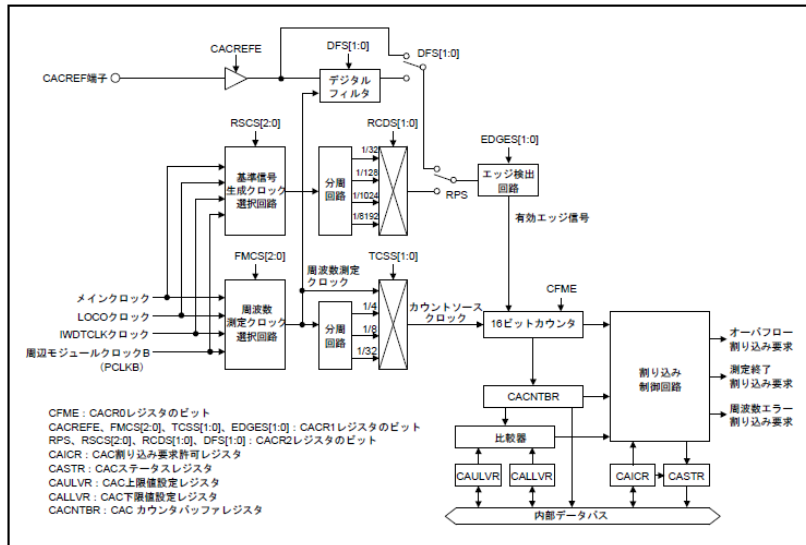 CACREFE
DFS[1:0]
DFS[1:0]
CACREF端子
デジタル
フィルタ
RSCS[2:0]
RCDS[1:0]
EDGES[1:0]
基準信号
生成クロック
選択回路
分周
回路
1/32
1/128
1/1024
1/8192
RPS
エッジ検出
回路
有効エッジ信号
FMCS[2:0]
周波数測定
クロック
TCSS[1:0]
CFME
メインクロック
LOCOクロック
IWDTCLKクロック
周辺モジュールクロックB
(PCLKB)
周波数
測定クロック
選択回路
分周
回路
1/4
1/8
1/32
カウントソース
クロック
16ビットカウンタ
割り込み
制御回路
オーバフロー
割り込み要求
測定終了
割り込み要求
周波数エラー
割り込み要求
CACNTBR
比較器
CAULVR
CALLVR
CAICR
CASTR
内部データバス
CFME：CACR0レジスタのビット
CACREFE、FMCS[2:0]、TCSS[1:0]、EDGES[1:0]：CACR1レジスタのビット
RPS、RSCS[2:0]、RCDS[1:0]、DFS[1:0]：CACR2レジスタのビット
CAICR：CAC割り込み要求許可レジスタ
CASTR：CACステータスレジスタ
CAULVR：CAC上限値設定レジスタ
CALLVR：CAC下限値設定レジスタ
CACNTBR：CAC カウンタバッファレジスタ